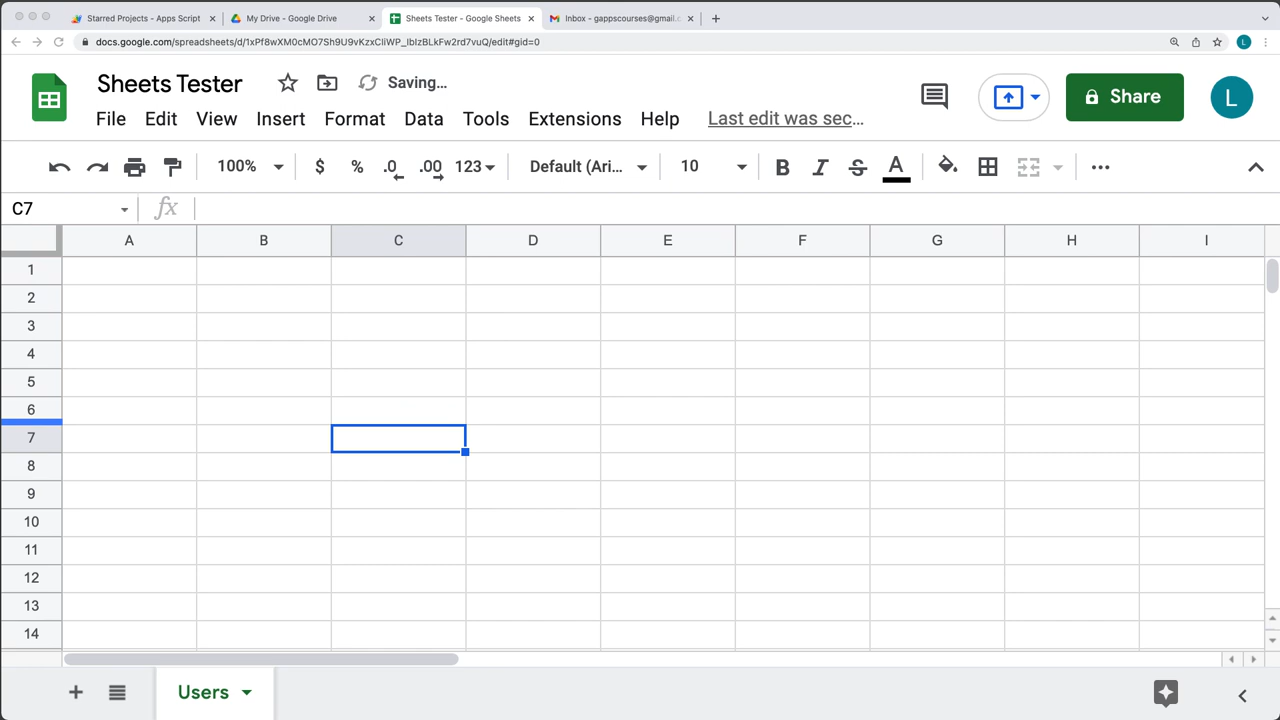 Starred Projects - Apps Script
My Drive - Google Drive
Sheets Tester - Google Sheets
Inbox - gappscourses@gmail.c
docs.google.com/spreadsheets/d/1xPf8wXM0cMO7Sh9U9vKzxCliWP_IbIzBLkFw2rd7vuQ/edit#gid=0
L
Sheets Tester
Saving…
Share
L
File Edit View Insert Format Data Tools Extensions Help Last edit was sec…
100% $ % .0 .00 123 Default (Ari… 10 B I S A
C7 fx
A B C D E F G H I
1
2
3
4
5
6
7
8
9
10
11
12
13
14
Users